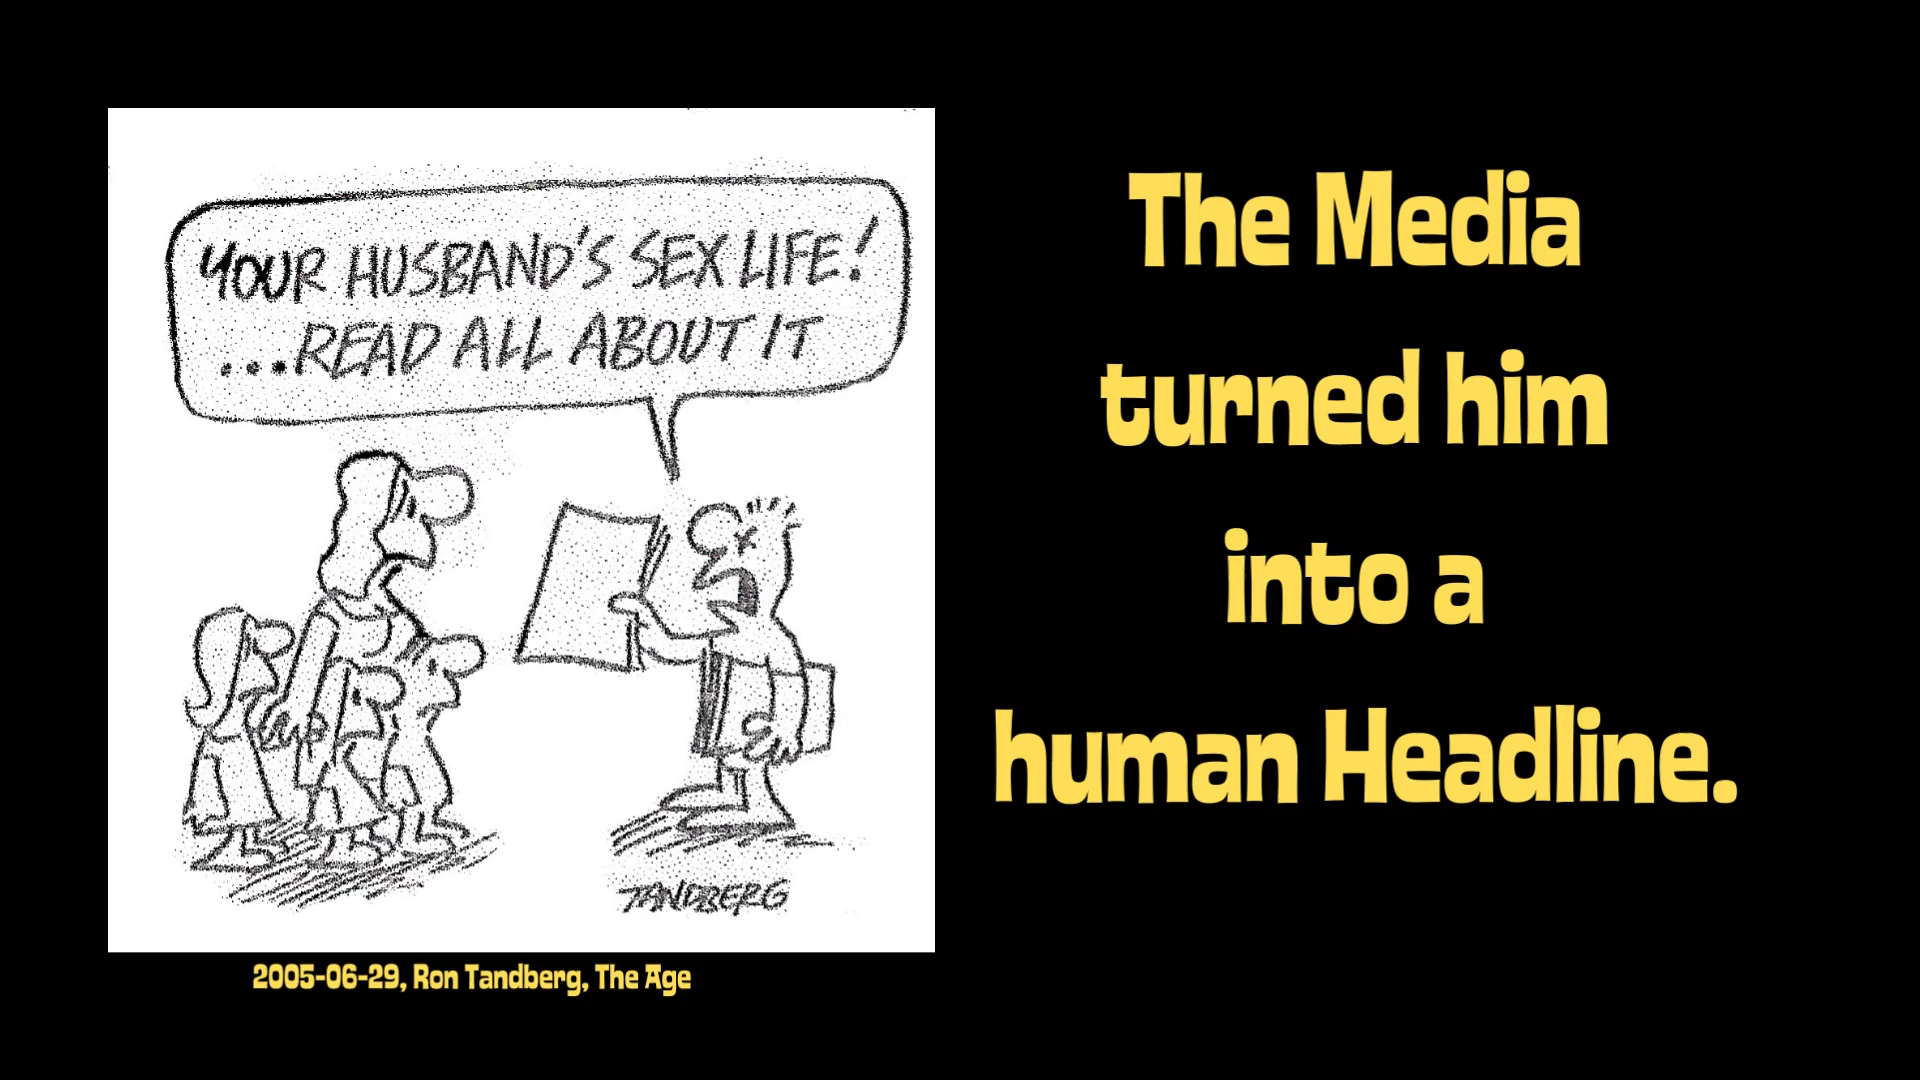 YOUR HUSBAND'S SEX LIFE!
...READ ALL ABOUT IT
TANDBERG
2005-06-29, Ron Tandberg, The Age
The Media
turned him
into a
human Headline.